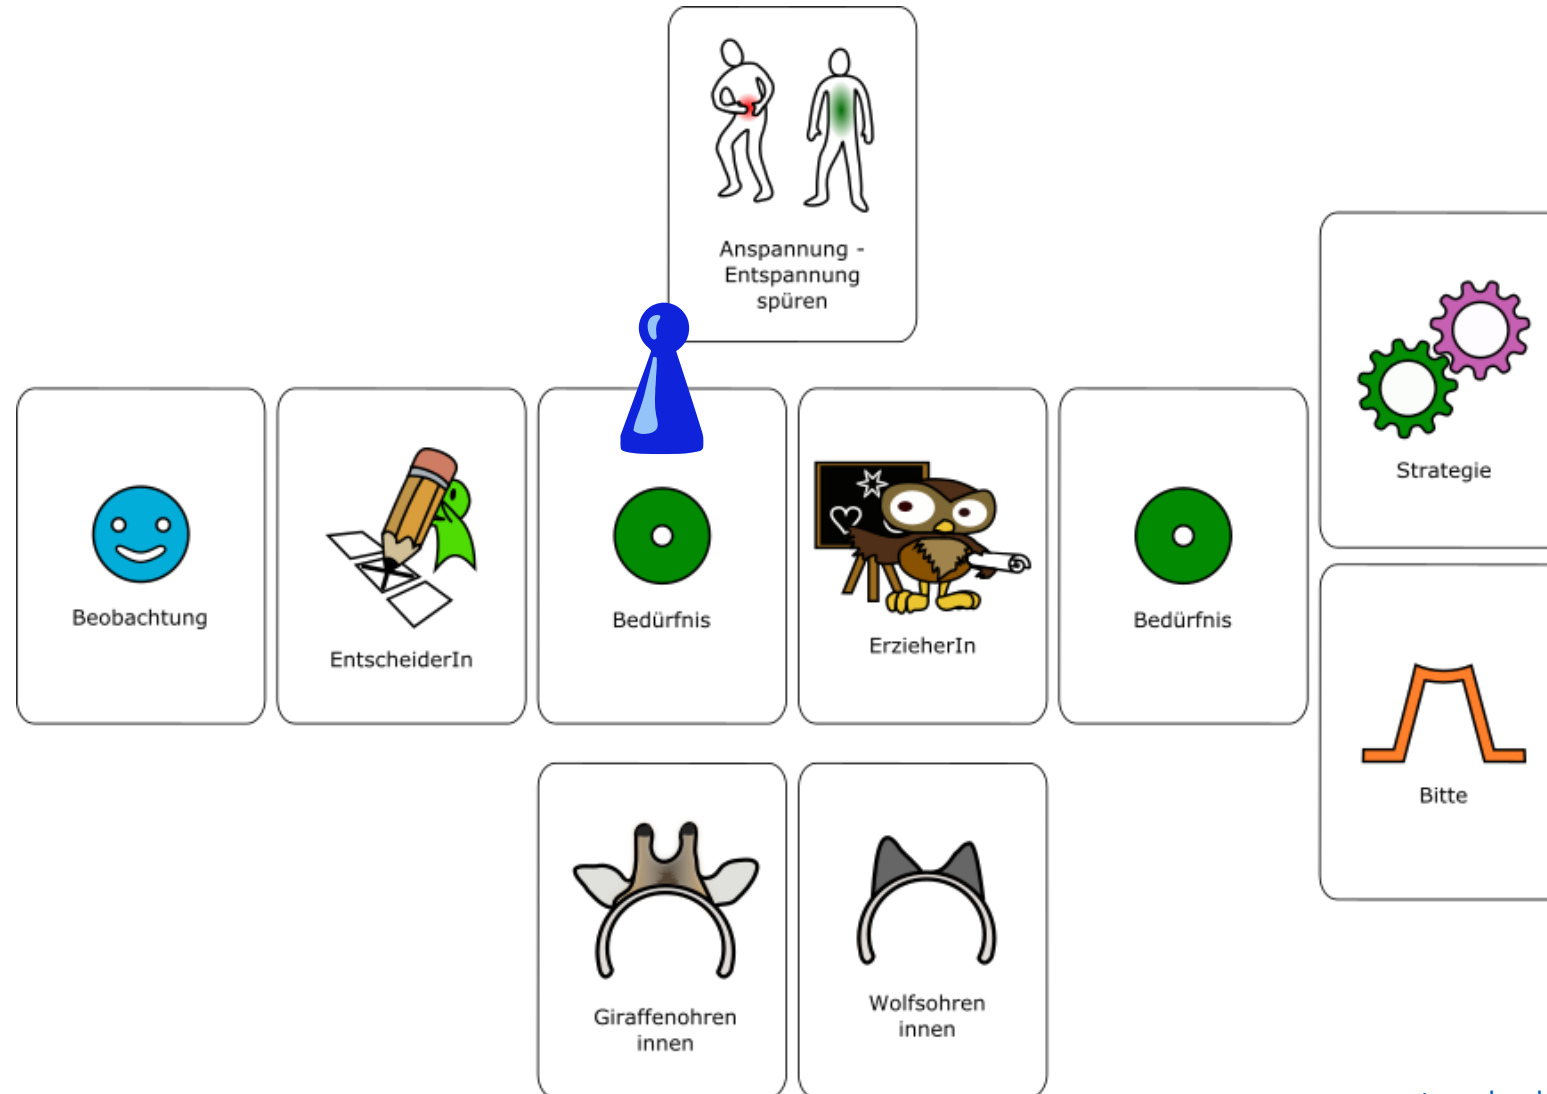 Anspannung -
Entspannung
spüren
Beobachtung
EntscheiderIn
Bedürfnis
ErzieherIn
Bedürfnis
Strategie
Bitte
Giraffenohren
innen
Wolfsohren
innen